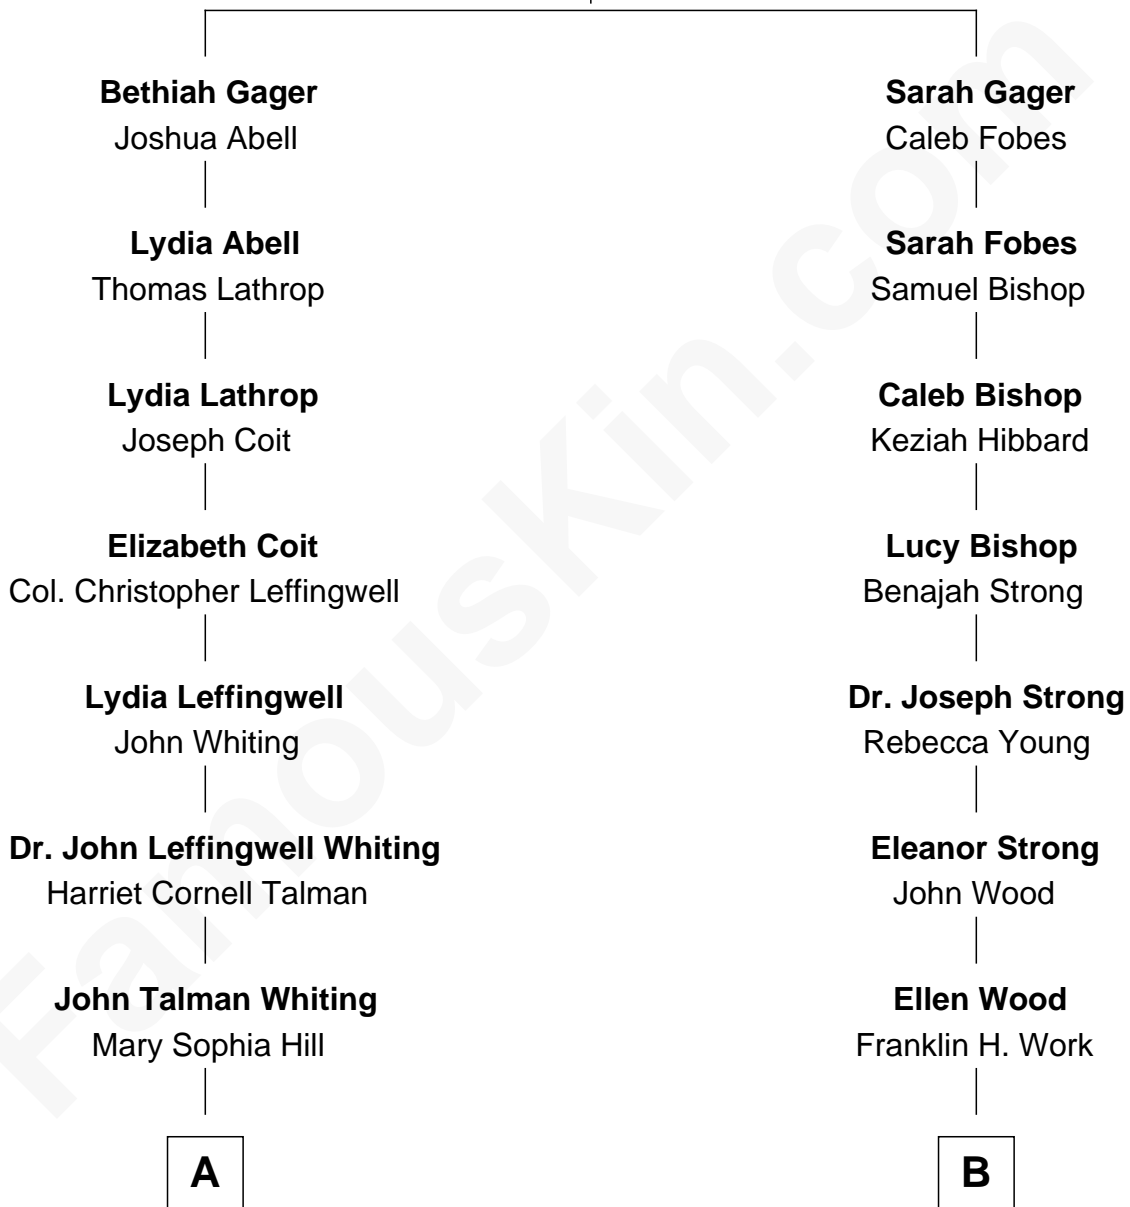 Bethiah Gager
Joshua Abell
Lydia Abell
Thomas Lathrop
Lydia Lathrop
Joseph Coit
Elizabeth Coit
Col. Christopher Leffingwell
Lydia Leffingwell
John Whiting
Dr. John Leffingwell Whiting
Harriet Cornell Talman
John Talman Whiting
Mary Sophia Hill
A
Sarah Gager
Caleb Fobes
Sarah Fobes
Samuel Bishop
Caleb Bishop
Keziah Hibbard
Lucy Bishop
Benajah Strong
Dr. Joseph Strong
Rebecca Young
Eleanor Strong
John Wood
Ellen Wood
Franklin H. Work
B
FamousKin.com